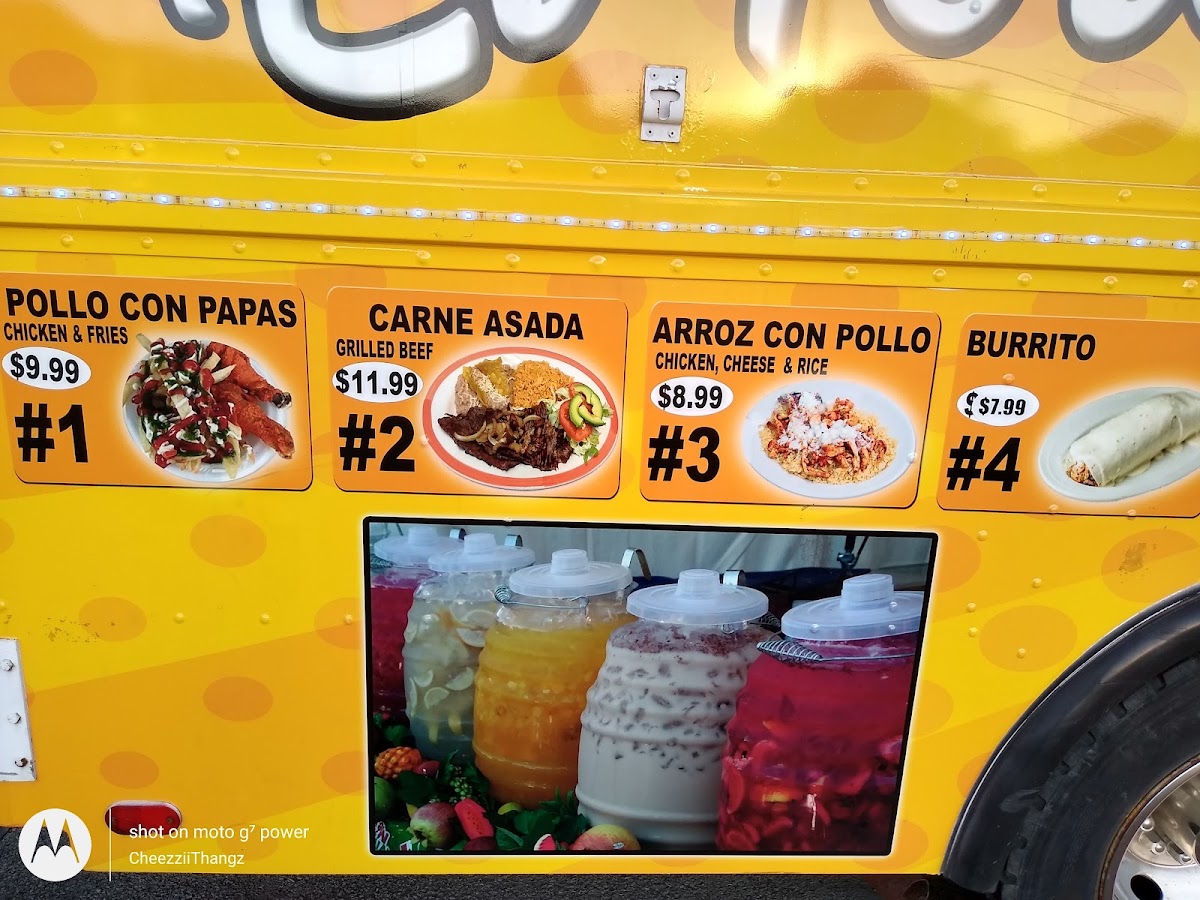 POLLO CON PAPAS
CHICKEN & FRIES
$9.99
#1
CARNE ASADA
GRILLED BEEF
$11.99
#2
ARROZ CON POLLO
CHICKEN, CHEESE & RICE
$8.99
#3
BURRITO
$7.99
#4
shot on moto g⁷ power
CheezziiThangz